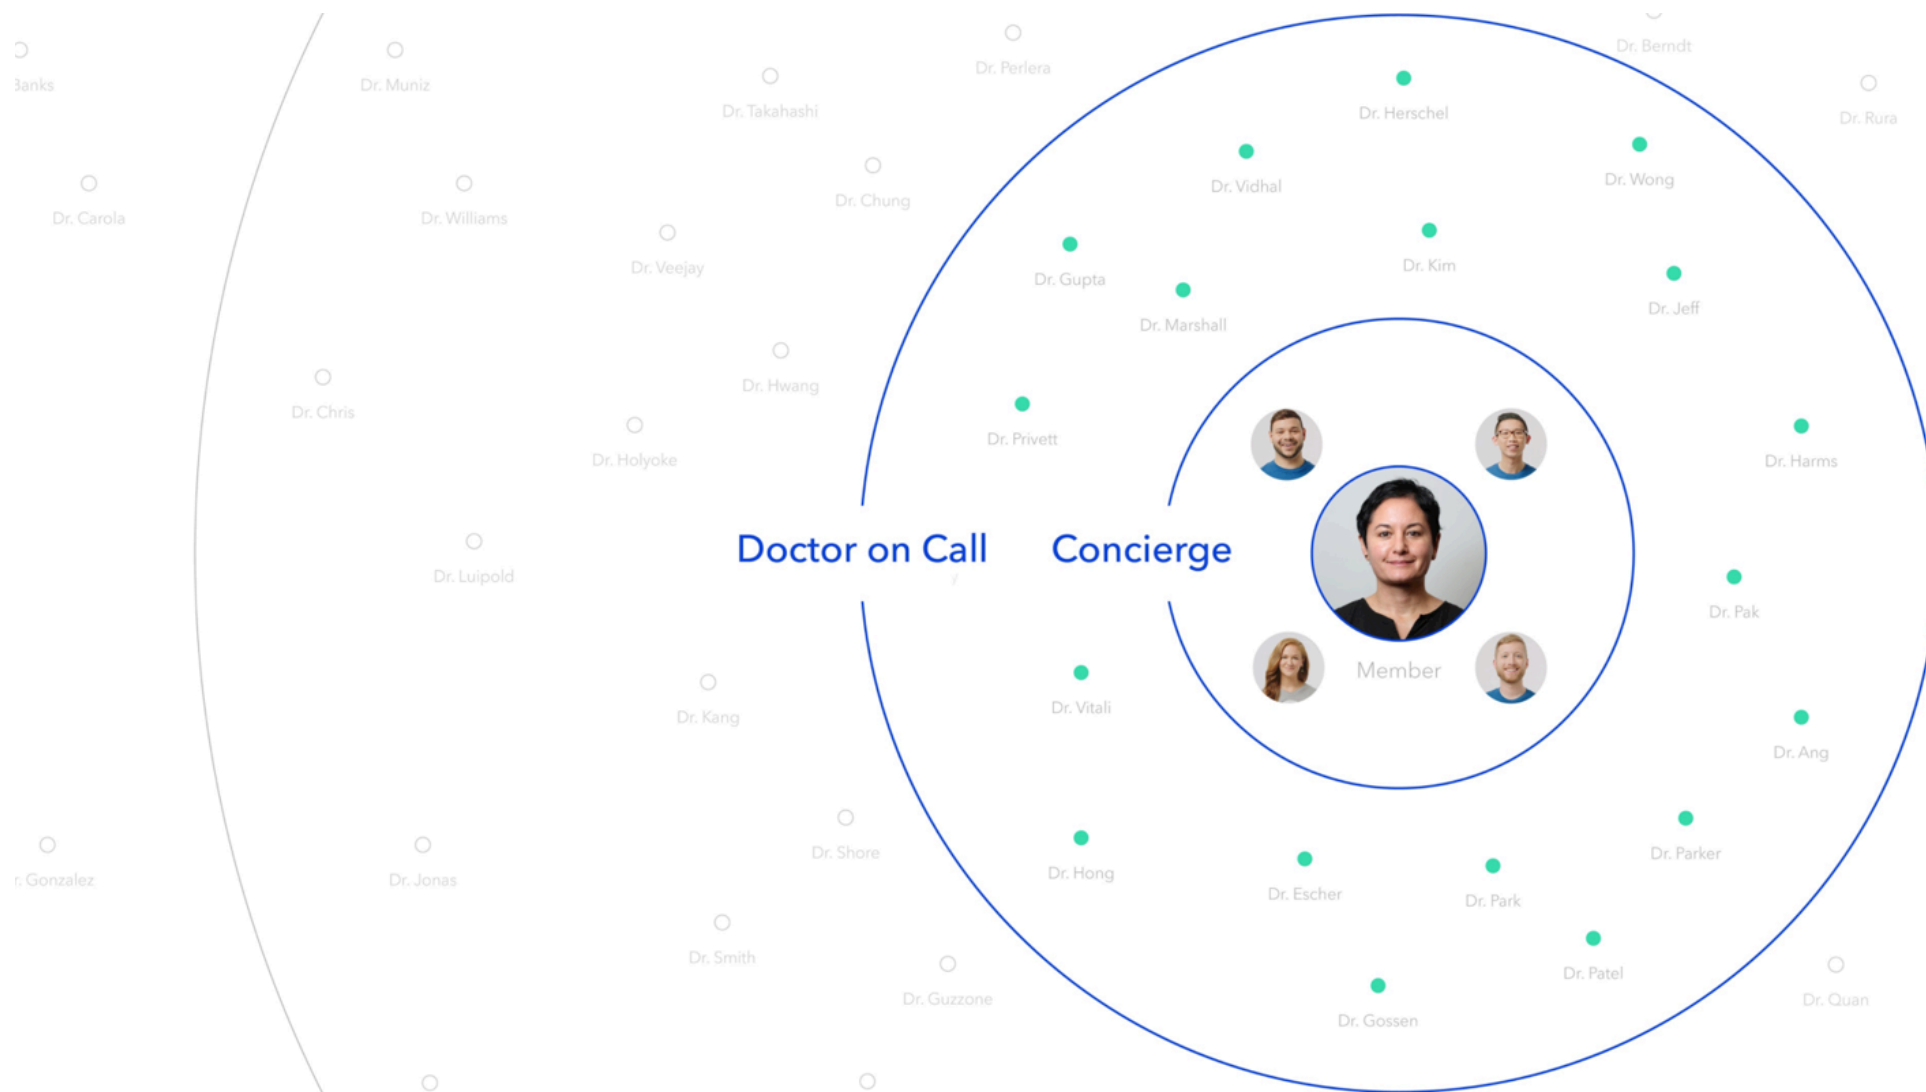 Dr. Berndt
Dr. Perlera
Banks
Dr. Muniz
Dr. Takahashi
Dr. Herschel
Dr. Rura
Dr. Vidhal
Dr. Wong
Dr. Chung
Dr. Carola
Dr. Williams
Dr. Veejay
Dr. Kim
Dr. Gupta
Dr. Jeff
Dr. Marshall
Dr. Hwang
Dr. Chris
Dr. Privett
Dr. Holyoke
Dr. Harms
Doctor on Call
Concierge
Dr. Luipold
Dr. Pak
Member
Dr. Vitali
Dr. Kang
Dr. Ang
Dr. Shore
Dr. Parker
Dr. Hong
r. Gonzalez
Dr. Jonas
Dr. Escher
Dr. Park
Dr. Smith
Dr. Patel
Dr. Guzzone
Dr. Quan
Dr. Gossen